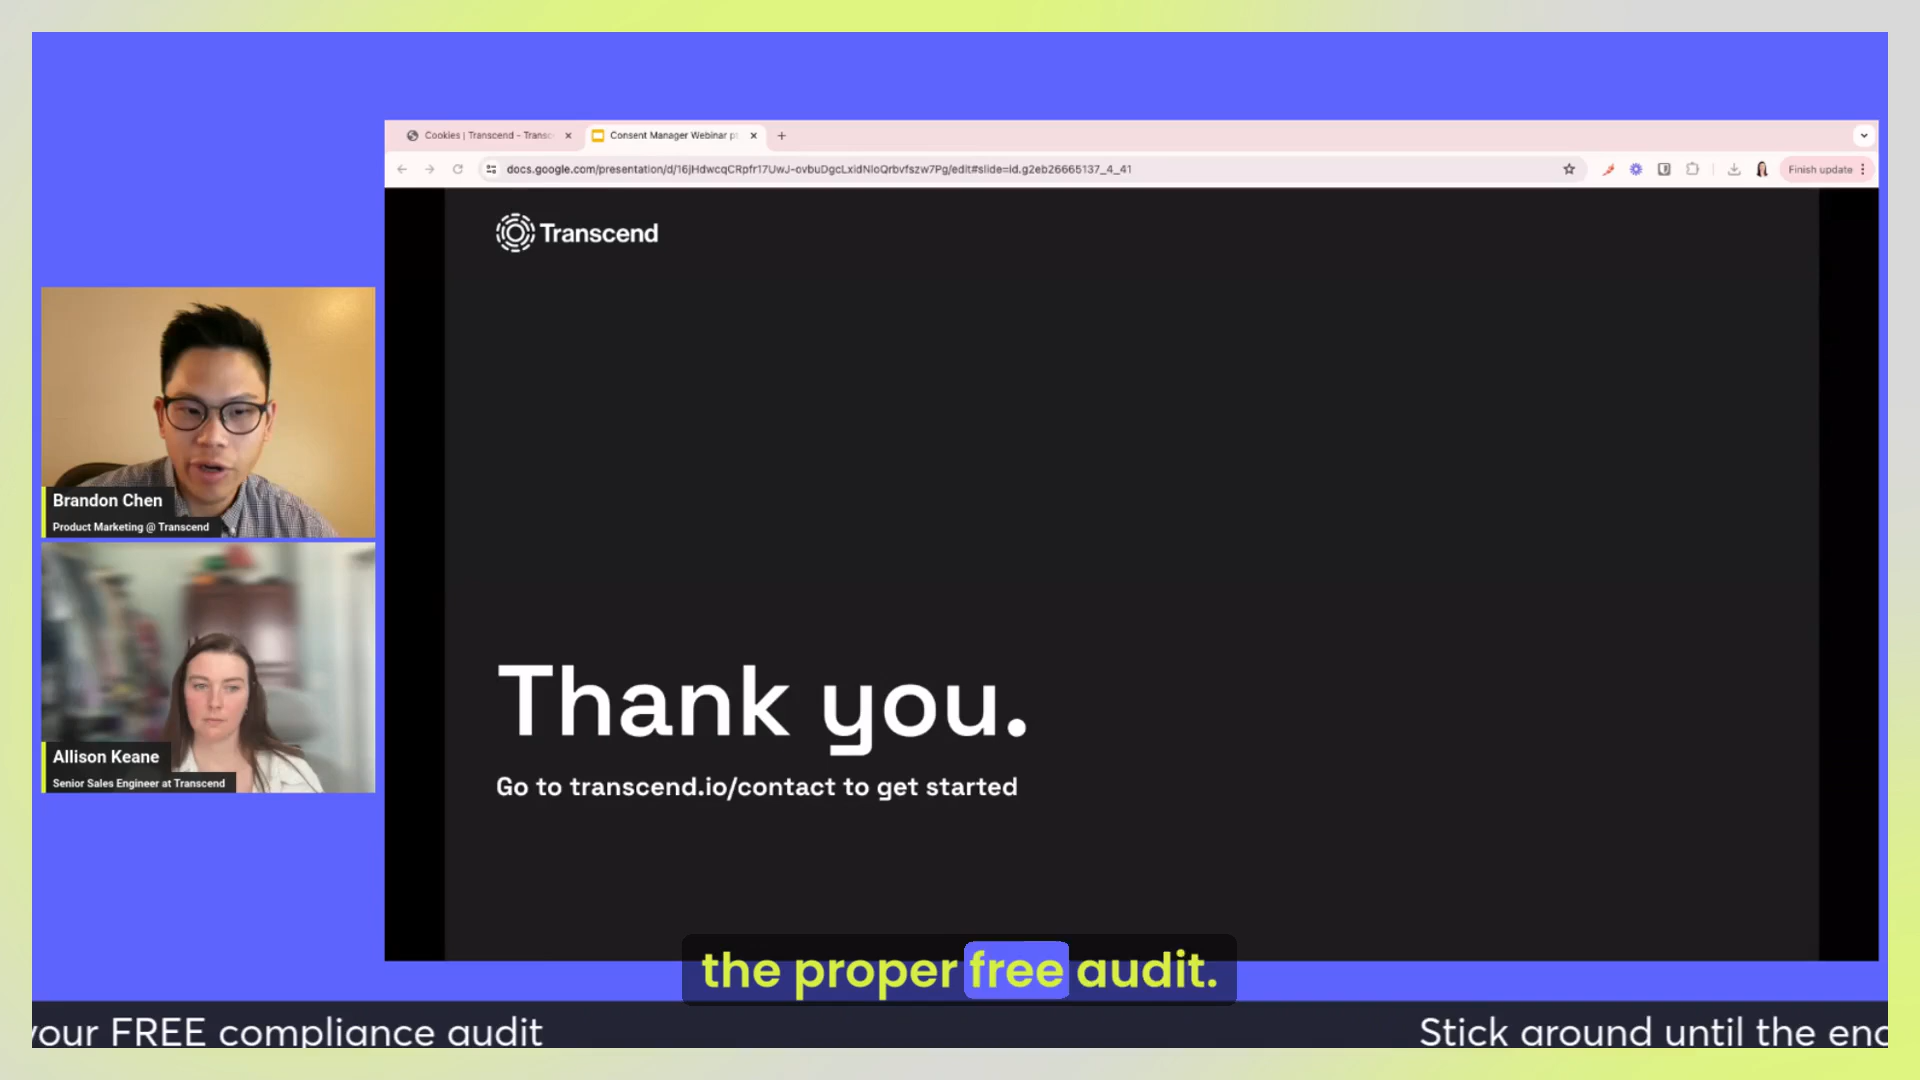 Cookies | Transcend - Transc
Consent Manager Webinar p
docs.google.com/presentation/d/16jHdwcqCRpfr17UwJ-ovbuDgcLxidNloQrbvfszw7Pg/edit#slide=id.g2eb26665137_4_41
Finish update
Transcend
Brandon Chen
Product Marketing @ Transcend
Allison Keane
Senior Sales Engineer at Transcend
Thank you.
Go to transcend.io/contact to get started
the proper free audit.
your FREE compliance audit
Stick around until the end